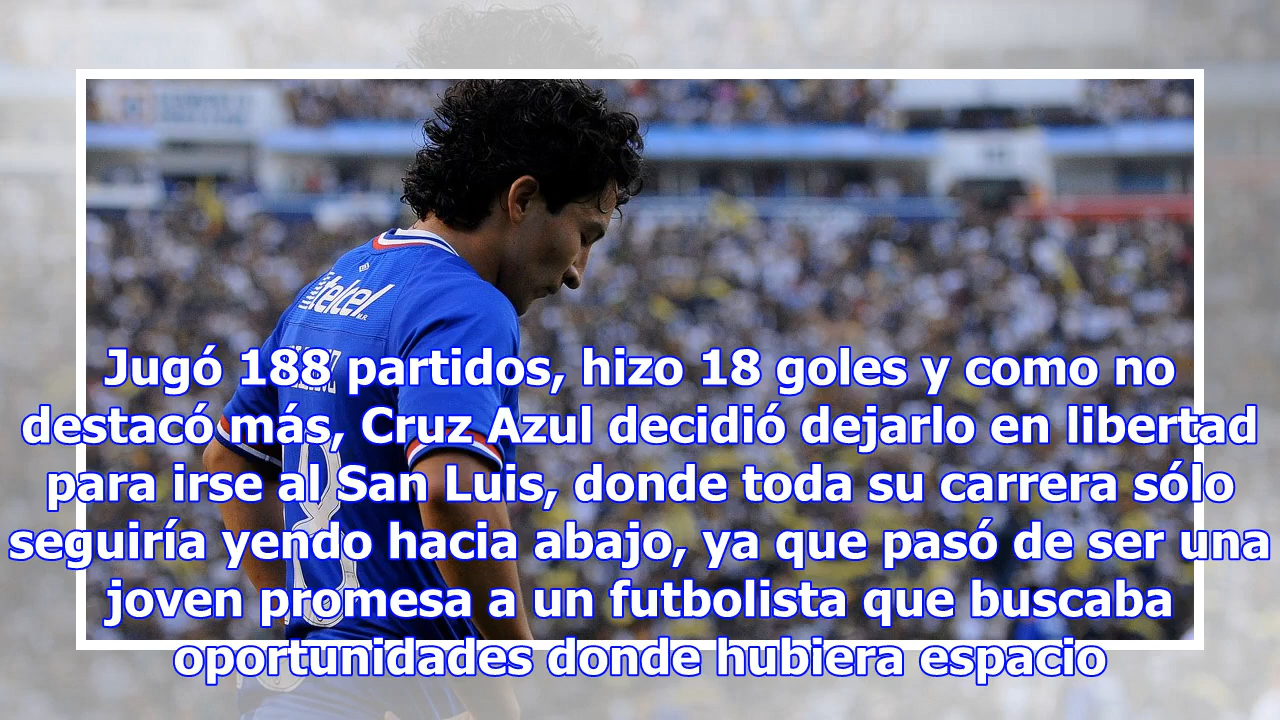 telcel
Jugó 188 partidos, hizo 18 goles y como no
destacó más, Cruz Azul decidió dejarlo en libertad
para irse al San Luis, donde toda su carrera sólo
seguiría yendo hacia abajo, ya que pasó de ser una
joven promesa a un futbolista que buscaba
oportunidades donde hubiera espacio